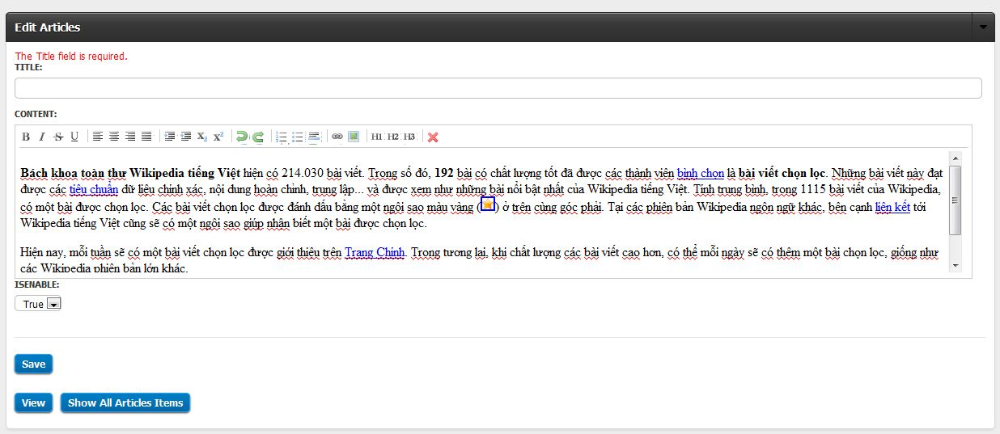 Edit Articles
The Title field is required.
TITLE:
CONTENT:
B I S U X2 X2 H1 H2 H3
Bách khoa toàn thư Wikipedia tiếng Việt hiện có 214.030 bài viết. Trong số đó, 192 bài có chất lượng tốt đã được các thành viên bình chọn là bài viết chọn lọc. Những bài viết này đạt
được các tiêu chuẩn dữ liệu chính xác, nội dung hoàn chỉnh, trung lập... và được xem như những bài nổi bật nhất của Wikipedia tiếng Việt. Tính trung bình, trong 1115 bài viết của Wikipedia,
có một bài được chọn lọc. Các bài viết chọn lọc được đánh dấu bằng một ngôi sao màu vàng () ở trên cùng góc phải. Tại các phiên bản Wikipedia ngôn ngữ khác, bên cạnh liên kết tới
Wikipedia tiếng Việt cũng sẽ có một ngôi sao giúp nhận biết một bài được chọn lọc.
Hiện nay, mỗi tuần sẽ có một bài viết chọn lọc được giới thiệu trên Trang Chính. Trong tương lai, khi chất lượng các bài viết cao hơn, có thể mỗi ngày sẽ có thêm một bài chọn lọc, giống như
các Wikipedia phiên bản lớn khác.
ISENABLE:
True
Save
View Show All Articles Items